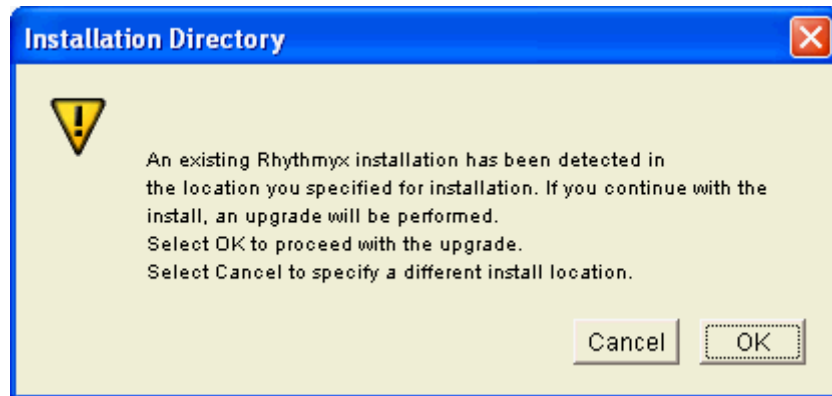 Installation Directory
An existing Rhythmyx installation has been detected in
the location you specified for installation. If you continue with the
install, an upgrade will be performed.
Select OK to proceed with the upgrade.
Select Cancel to specify a different install location.
Cancel OK